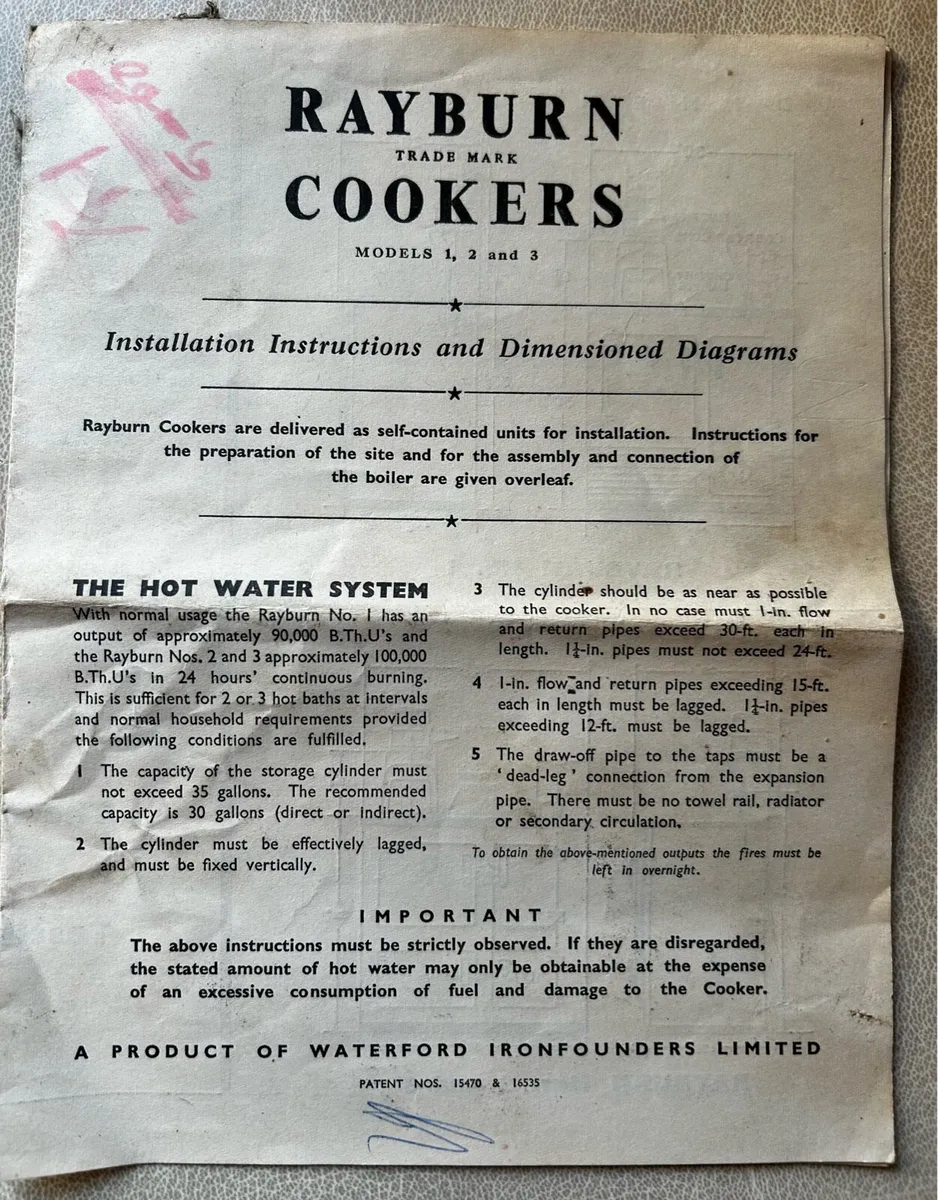 RAYBURN
TRADE MARK
COOKERS
MODELS 1, 2 and 3
Installation Instructions and Dimensioned Diagrams
Rayburn Cookers are delivered as self-contained units for installation. Instructions for
the preparation of the site and for the assembly and connection of
the boiler are given overleaf.
THE HOT WATER SYSTEM
With normal usage the Rayburn No. 1 has an
output of approximately 90,000 B.Th.U's and
the Rayburn Nos. 2 and 3 approximately 100,000
B.Th.U's in 24 hours' continuous burning.
This is sufficient for 2 or 3 hot baths at intervals
and normal household requirements provided
the following conditions are fulfilled.
1 The capacity of the storage cylinder must
not exceed 35 gallons. The recommended
capacity is 30 gallons (direct or indirect).
2 The cylinder must be effectively lagged,
and must be fixed vertically.
3 The cylinder should be as near as possible
to the cooker. In no case must 1-in. flow
and return pipes exceed 30-ft. each in
length. 1¼-in. pipes must not exceed 24-ft.
4 1-in. flow and return pipes exceeding 15-ft.
each in length must be lagged. 1¼-in. pipes
exceeding 12-ft. must be lagged.
5 The draw-off pipe to the taps must be a
'dead-leg' connection from the expansion
pipe. There must be no towel rail, radiator
or secondary circulation.
To obtain the above-mentioned outputs the fires must be
left in overnight.
IMPORTANT
The above instructions must be strictly observed. If they are disregarded,
the stated amount of hot water may only be obtainable at the expense
of an excessive consumption of fuel and damage to the Cooker.
A PRODUCT OF WATERFORD IRONFOUNDERS LIMITED
PATENT NOS. 15470 & 16535